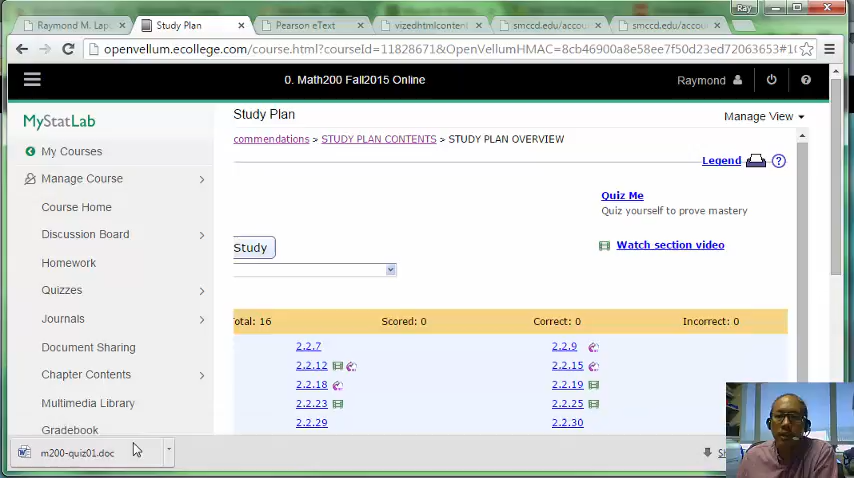 Ray
Raymond M. Lap
Study Plan
Pearson eText
vizedhtmlcontent
smccd.edu/accou
smccd.edu/accou
openvellum.ecollege.com/course.html?courseId=11828671&OpenVellumHMAC=8cb46900a8e58ee7f50d23ed72063653#1
0. Math200 Fall2015 Online
Raymond
Study Plan
Manage View
MyStatLab
commendations > STUDY PLAN CONTENTS > STUDY PLAN OVERVIEW
My Courses
Legend
Manage Course
Quiz Me
Course Home
Quiz yourself to prove mastery
Discussion Board
Study
Watch section video
Homework
Quizzes
Journals
otal: 16
Scored: 0
Correct: 0
Incorrect: 0
Document Sharing
2.2.7
2.2.9
2.2.12
2.2.15
Chapter Contents
2.2.18
2.2.19
Multimedia Library
2.2.23
2.2.25
Gradebook
2.2.29
2.2.30
m200-quiz01.doc